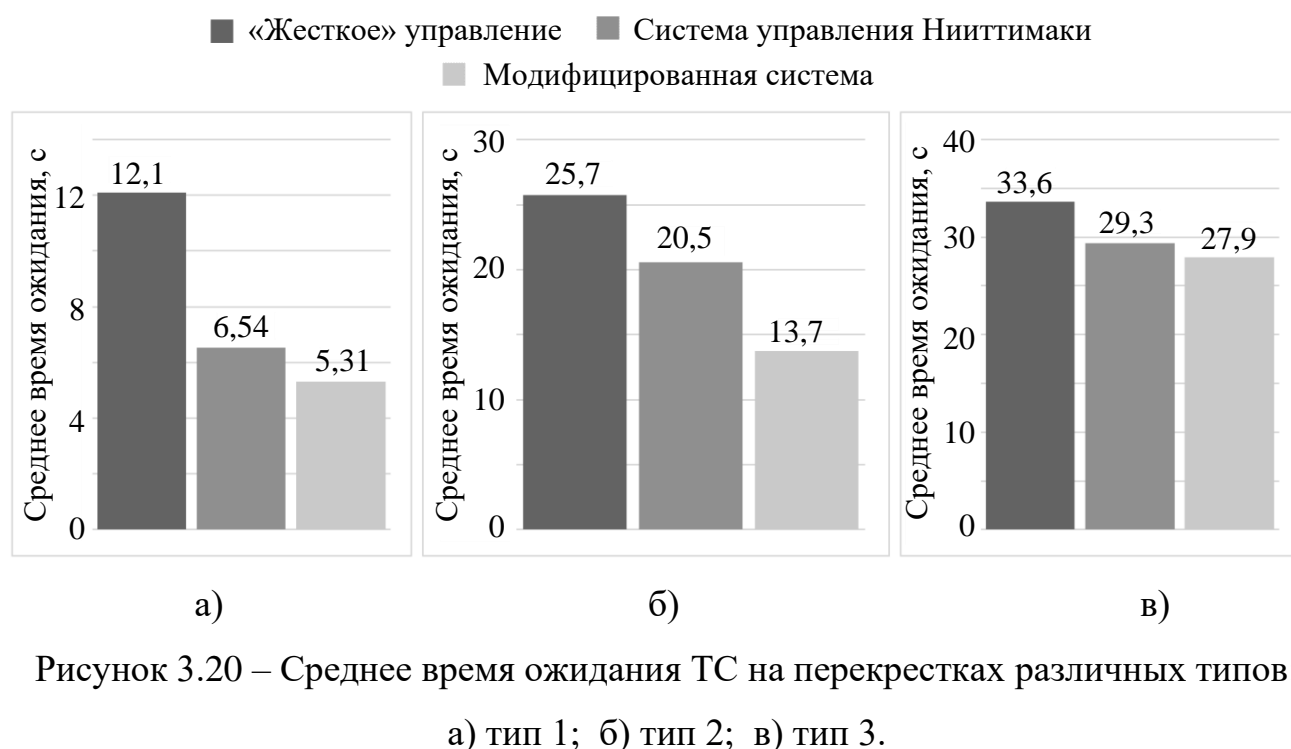 «Жесткое» управление Система управления Нииттимаки
Модифицированная система
Среднее время ожидания, с
12
8
4
0
12,1
6,54
5,31
Среднее время ожидания, с
30
20
10
0
25,7
20,5
13,7
Среднее время ожидания, с
40
30
20
10
0
33,6
29,3
27,9
а) б) в)
Рисунок 3.20 – Среднее время ожидания ТС на перекрестках различных типов
а) тип 1; б) тип 2; в) тип 3.